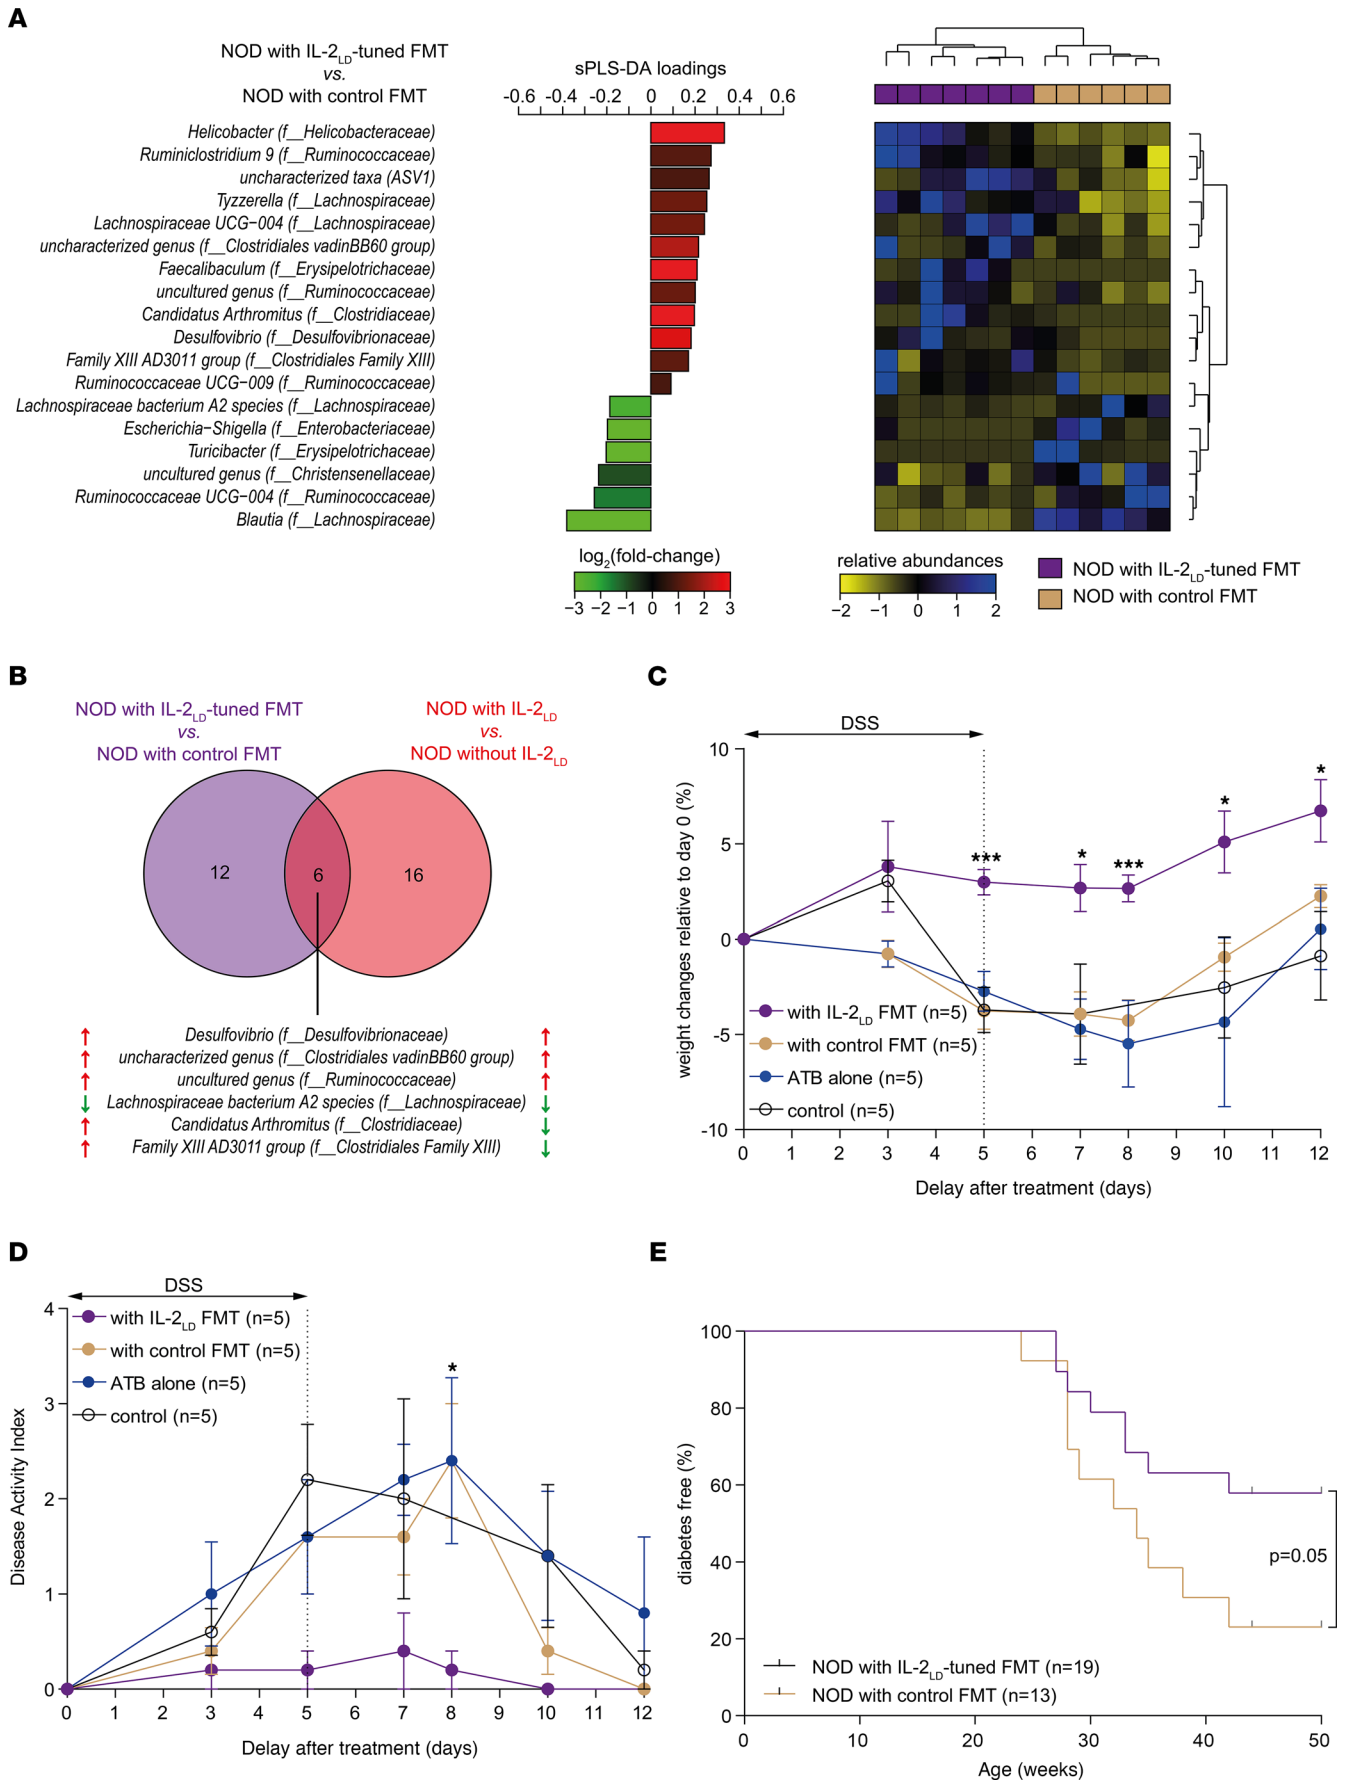 A
NOD with IL-2LD-tuned FMT
vs.
NOD with control FMT
sPLS-DA loadings
-0.6 -0.4 -0.2 0 0.2 0.4 0.6
Helicobacter (f__Helicobacteraceae)
Ruminiclostridium 9 (f__Ruminococcaceae)
uncharacterized taxa (ASV1)
Tyzzerella (f__Lachnospiraceae)
Lachnospiraceae UCG−004 (f__Lachnospiraceae)
uncharacterized genus (f__Clostridiales vadinBB60 group)
Faecalibaculum (f__Erysipelotrichaceae)
uncultured genus (f__Ruminococcaceae)
Candidatus Arthromitus (f__Clostridiaceae)
Desulfovibrio (f__Desulfovibrionaceae)
Family XIII AD3011 group (f__Clostridiales Family XIII)
Ruminococcaceae UCG−009 (f__Ruminococcaceae)
Lachnospiraceae bacterium A2 species (f__Lachnospiraceae)
Escherichia−Shigella (f__Enterobacteriaceae)
Turicibacter (f__Erysipelotrichaceae)
uncultured genus (f__Christensenellaceae)
Ruminococcaceae UCG−004 (f__Ruminococcaceae)
Blautia (f__Lachnospiraceae)
log2(fold-change)
−3 −2 −1 0 1 2 3
relative abundances
−2 −1 0 1 2
NOD with IL-2LD-tuned FMT
NOD with control FMT
B
NOD with IL-2LD-tuned FMT
vs.
NOD with control FMT
NOD with IL-2LD
vs.
NOD without IL-2LD
12
6
16
↑ Desulfovibrio (f__Desulfovibrionaceae) ↑
↑ uncharacterized genus (f__Clostridiales vadinBB60 group) ↑
↑ uncultured genus (f__Ruminococcaceae) ↑
↓ Lachnospiraceae bacterium A2 species (f__Lachnospiraceae) ↓
↑ Candidatus Arthromitus (f__Clostridiaceae) ↓
↑ Family XIII AD3011 group (f__Clostridiales Family XIII) ↓
C
DSS
weight changes relative to day 0 (%)
10
5
0
-5
-10
*** * *** * *
with IL-2LD FMT (n=5)
with control FMT (n=5)
ATB alone (n=5)
control (n=5)
0 1 2 3 4 5 6 7 8 9 10 11 12
Delay after treatment (days)
D
DSS
Disease Activity Index
4
3
2
1
0
with IL-2LD FMT (n=5)
with control FMT (n=5)
ATB alone (n=5)
control (n=5)
*
0 1 2 3 4 5 6 7 8 9 10 11 12
Delay after treatment (days)
E
diabetes free (%)
100
80
60
40
20
0
p=0.05
NOD with IL-2LD-tuned FMT (n=19)
NOD with control FMT (n=13)
0 10 20 30 40 50
Age (weeks)